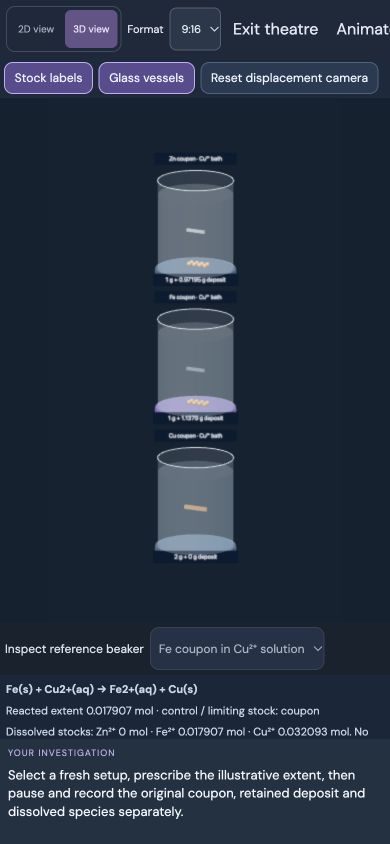 2D view
3D view
Format
9:16
Exit theatre
Animat
Stock labels
Glass vessels
Reset displacement camera
Zn coupon · Cu²⁺ bath
1 g + 0.97195 g deposit
Fe coupon · Cu²⁺ bath
1 g + 1.1379 g deposit
Cu coupon · Cu²⁺ bath
2 g + 0 g deposit
Inspect reference beaker
Fe coupon in Cu²⁺ solution
Fe(s) + Cu2+(aq) → Fe2+(aq) + Cu(s)
Reacted extent 0.017907 mol · control / limiting stock: coupon
Dissolved stocks: Zn²⁺ 0 mol · Fe²⁺ 0.017907 mol · Cu²⁺ 0.032093 mol. No
YOUR INVESTIGATION
Select a fresh setup, prescribe the illustrative extent, then
pause and record the original coupon, retained deposit and
dissolved species separately.